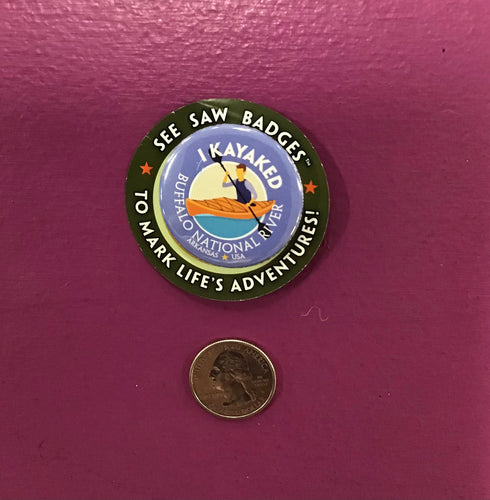 SEE SAW BADGES™
TO MARK LIFE'S ADVENTURES!
I KAYAKED
BUFFALO NATIONAL RIVER
ARKANSAS ★ USA